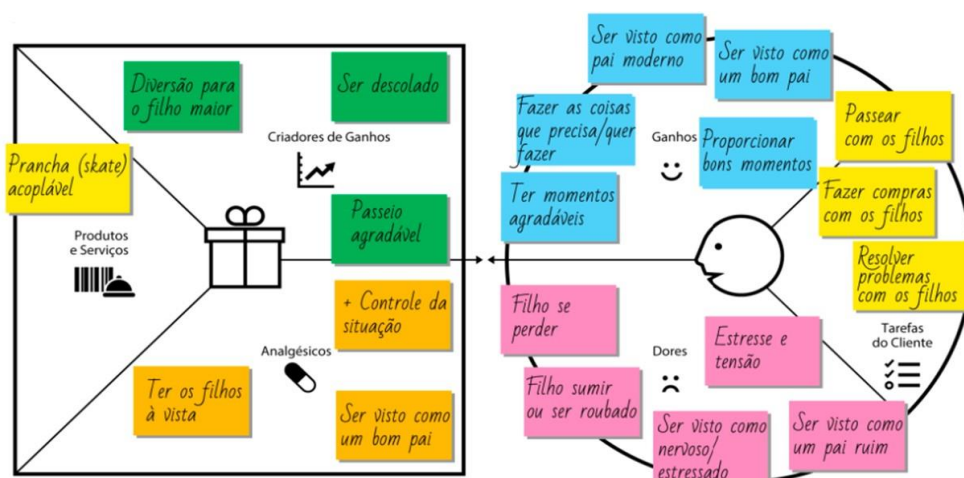 Diversão para
o filho maior
Ser descolado
Criadores de Ganhos
Prancha (skate)
acoplável
Produtos
e Serviços
Passeio
agradável
+ Controle da
situação
Analgésicos
Ter os filhos
à vista
Ser visto como
um bom pai
Ser visto como
pai moderno
Ser visto como
um bom pai
Fazer as coisas
que precisa/quer
fazer
Ganhos
Proporcionar
bons momentos
Ter momentos
agradáveis
Passear
com os filhos
Fazer compras
com os filhos
Resolver
problemas
com os filhos
Tarefas
do Cliente
Filho se
perder
Estresse e
tensão
Dores
Filho sumir
ou ser roubado
Ser visto como
nervoso/
estressado
Ser visto como
um pai ruim